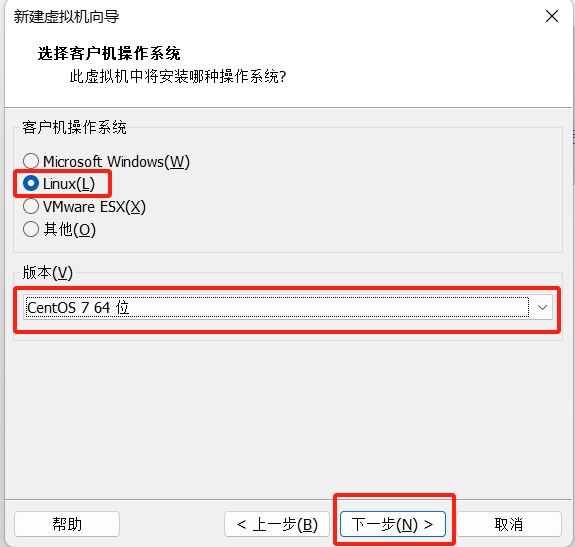 新建虚拟机向导
选择客户机操作系统
此虚拟机中将安装哪种操作系统?
客户机操作系统
Microsoft Windows(W)
Linux(L)
VMware ESX(X)
其他(O)
版本(V)
CentOS 7 64 位
帮助
< 上一步(B)
下一步(N) >
取消